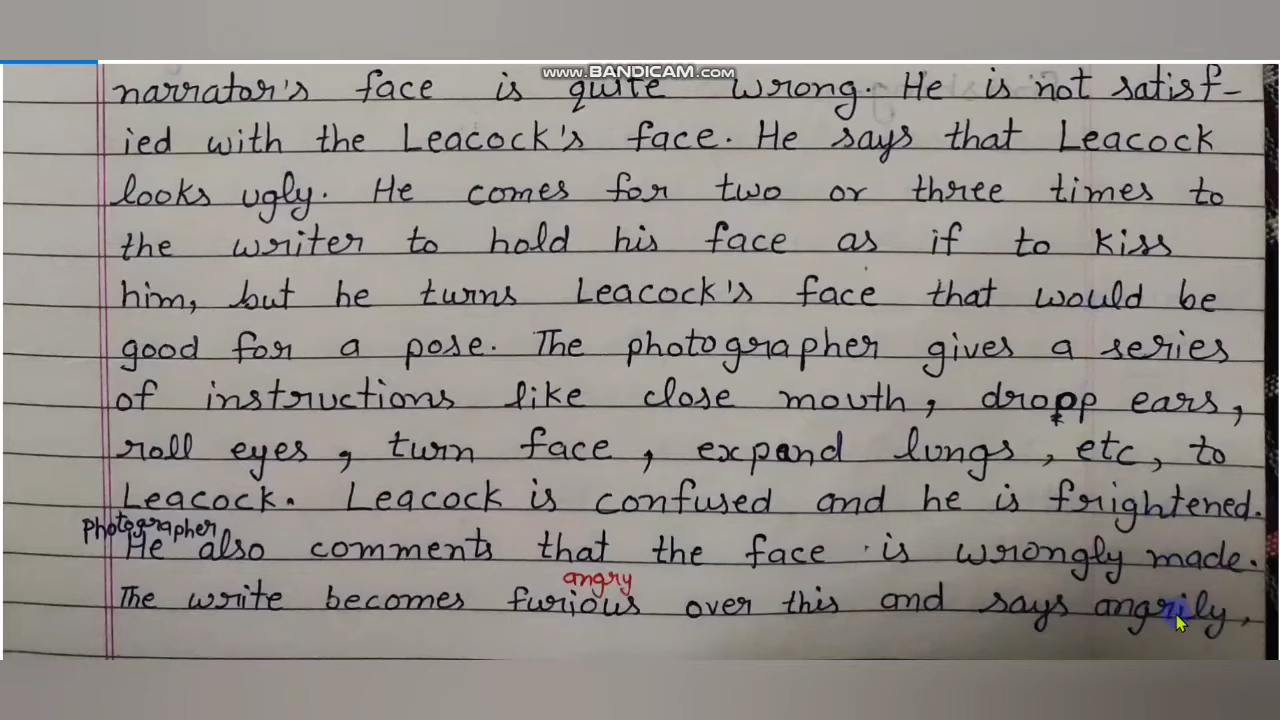 www.BANDICAM.com
narrator's face is quite wrong. He is not satisf-
ied with the Leacock's face. He says that Leacock
looks ugly. He comes for two or three times to
the writer to hold his face as if to kiss
him, but he turns Leacock's face that would be
good for a pose. The photographer gives a series
of instructions like close mouth, dropp ears,
roll eyes, turn face, expand lungs, etc, to
Leacock. Leacock is confused and he is frightened.
Photographer
He also comments that the face is wrongly made.
angry
The write becomes furious over this and says angrily,